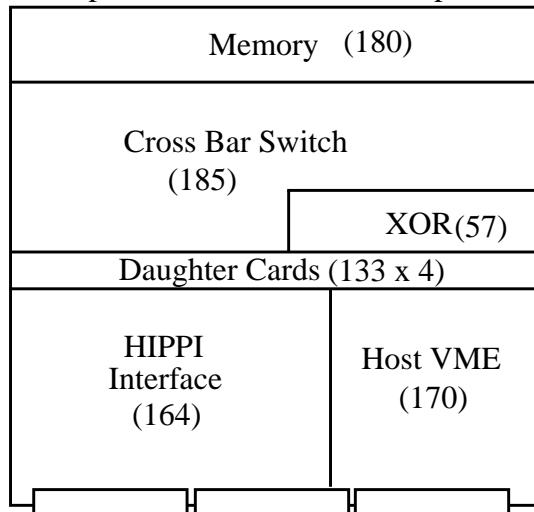 Memory (180)
Cross Bar Switch
(185)
XOR(57)
Daughter Cards (133 x 4)
HIPPI
Interface
(164)
Host VME
(170)